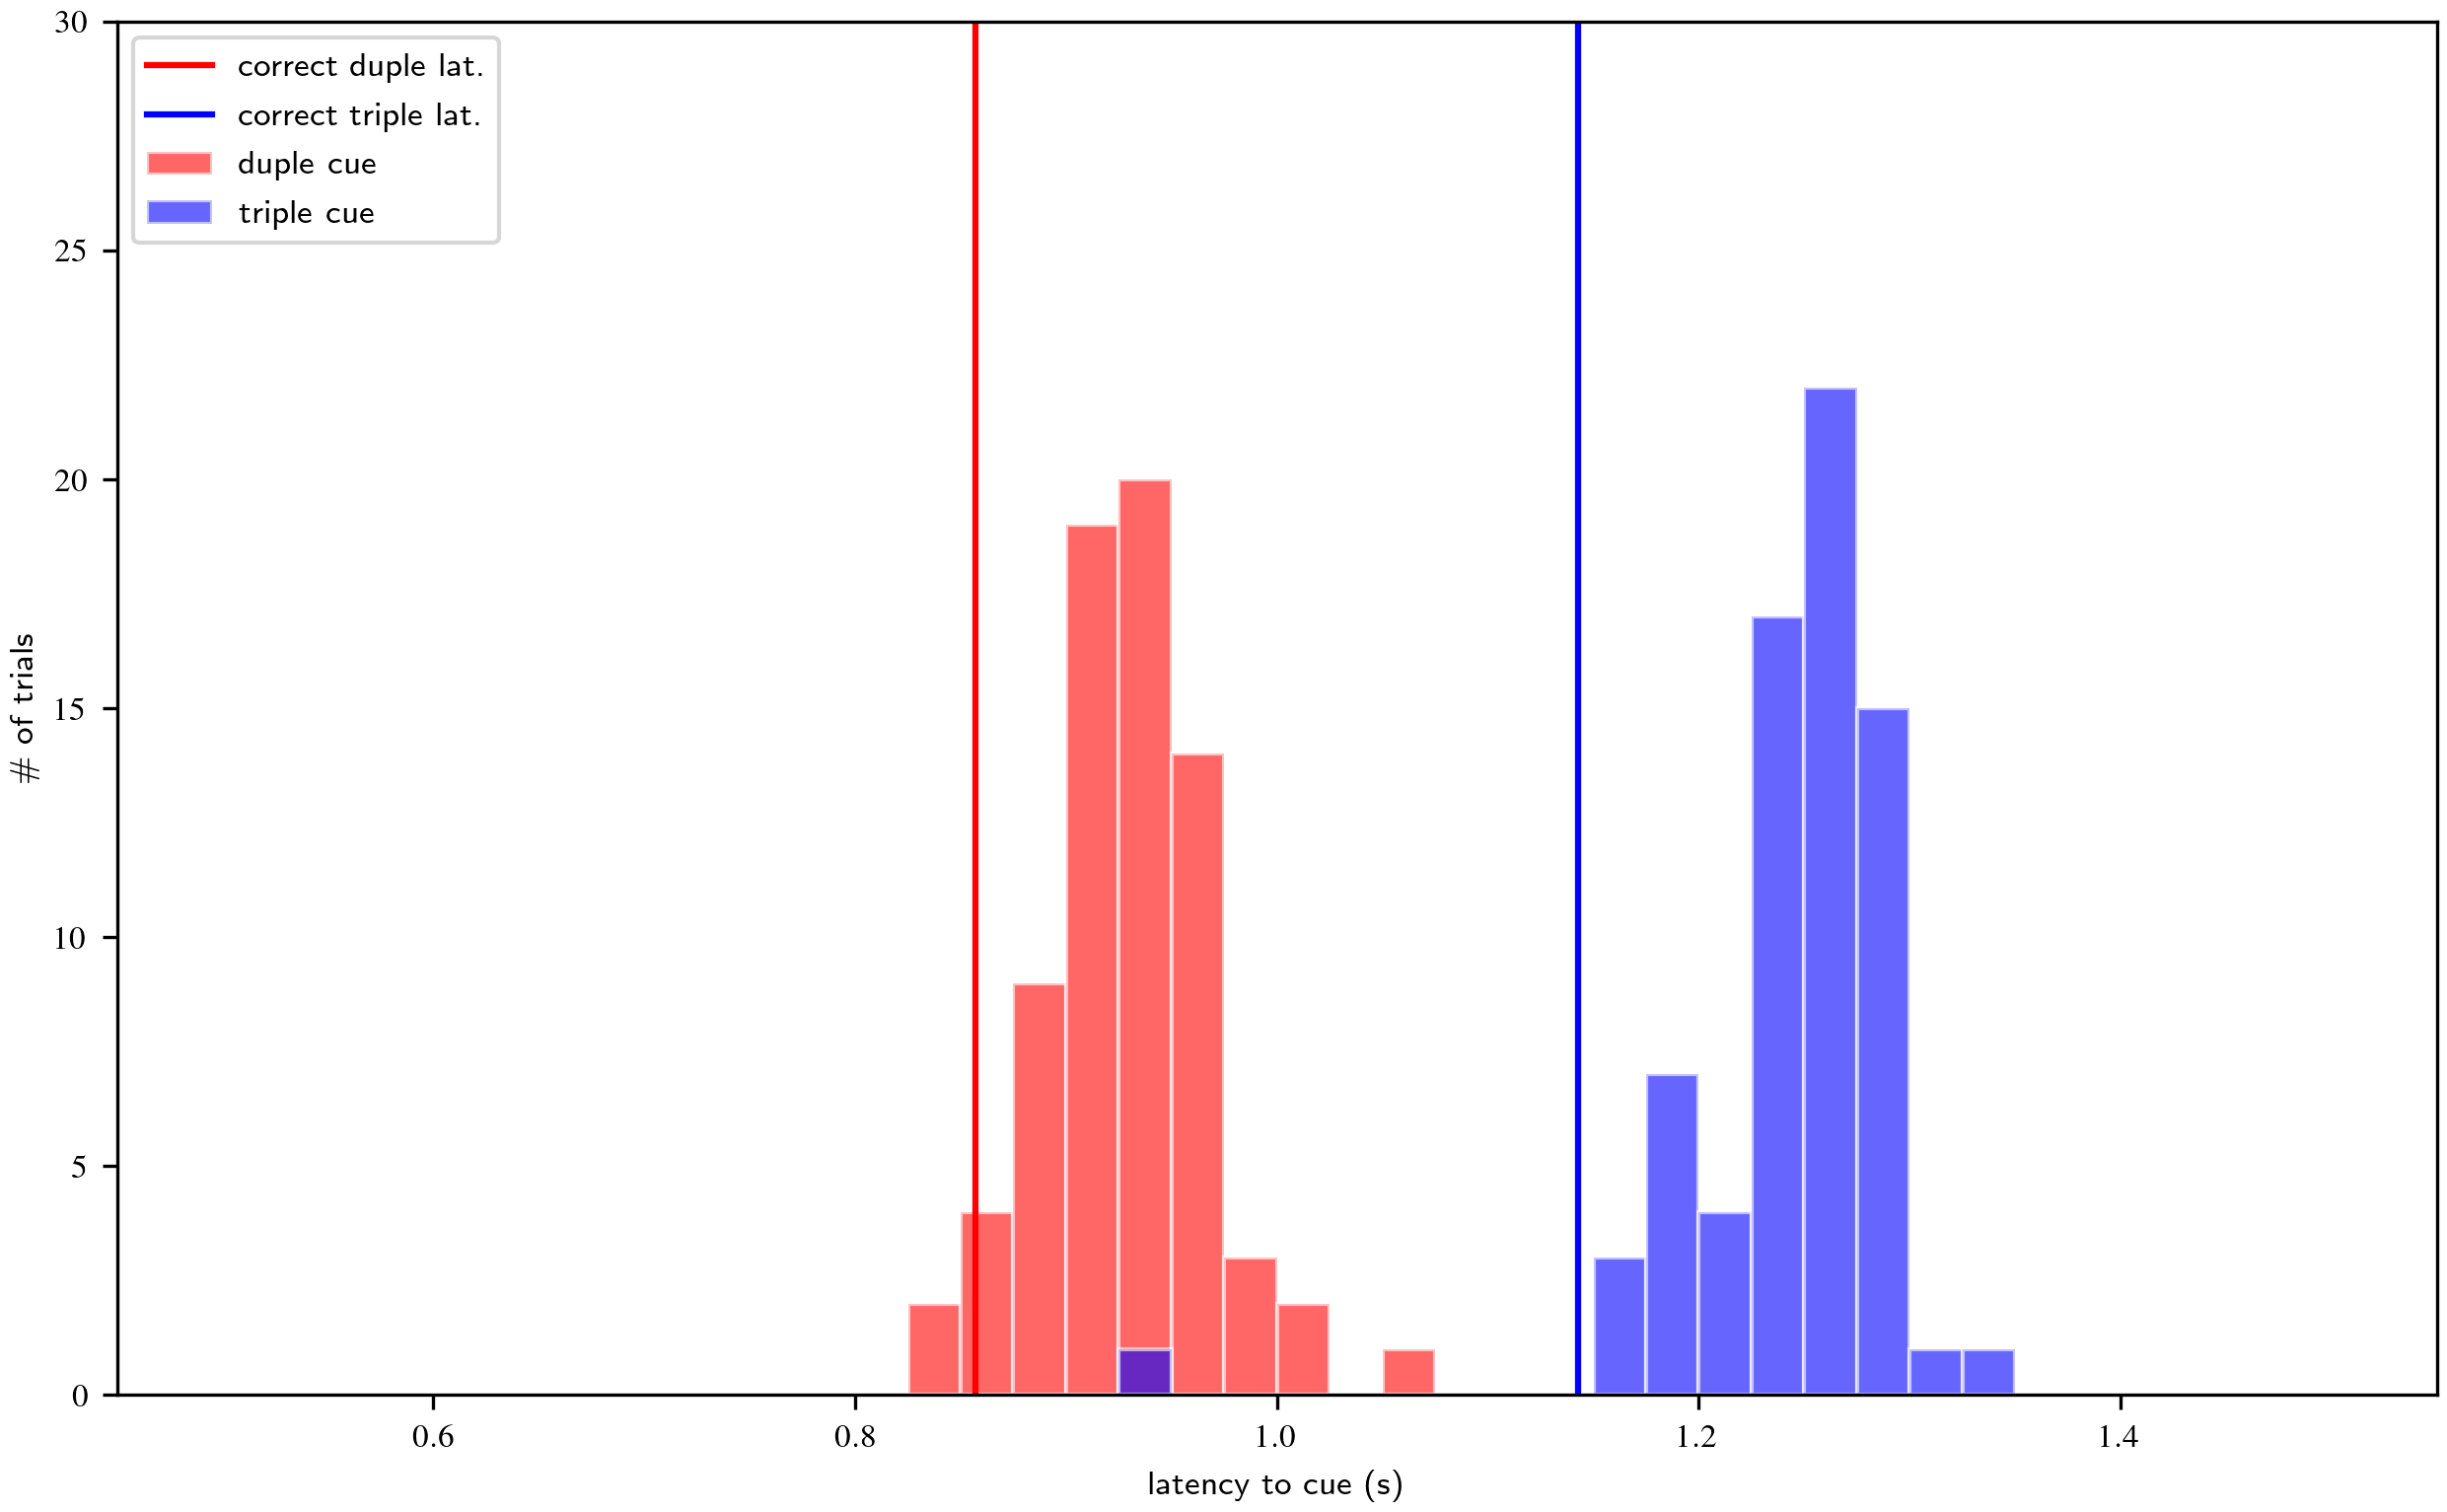 30
25
20
15
10
5
0
# of trials
correct duple lat.
correct triple lat.
duple cue
triple cue
0.6
0.8
1.0
1.2
1.4
latency to cue (s)